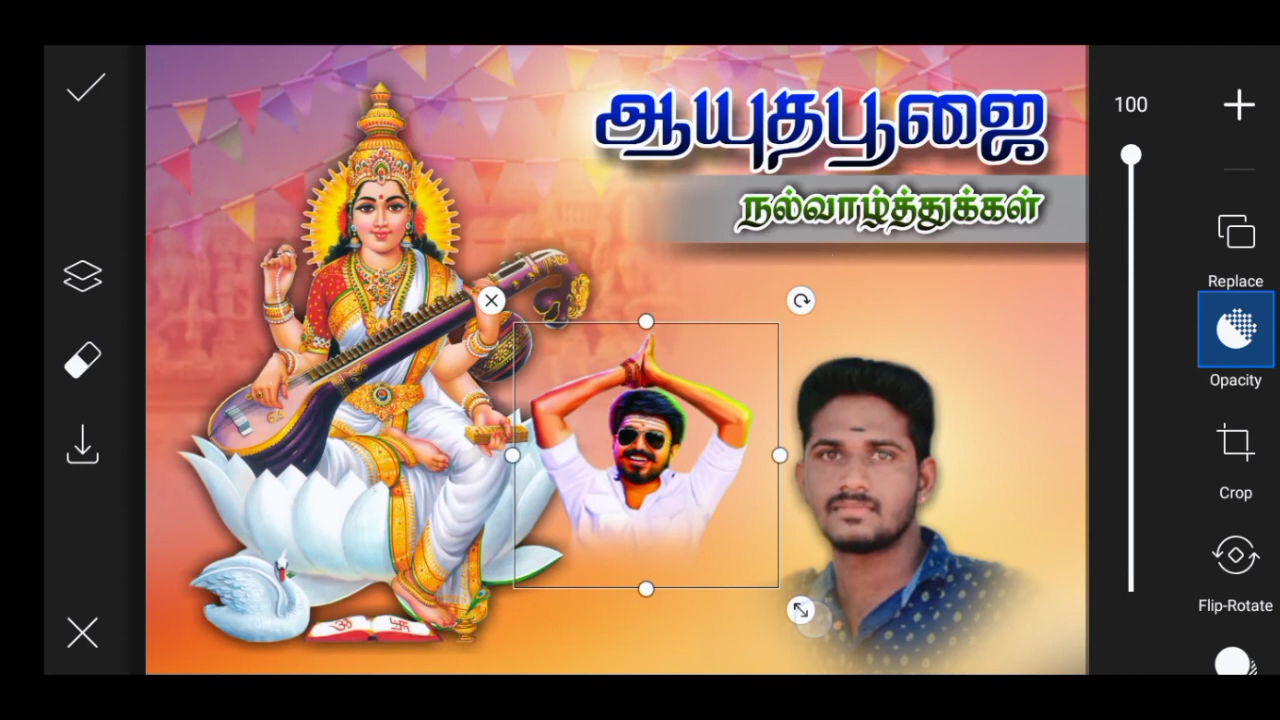 ஆயுதபூஜை
நல்வாழ்த்துக்கள்
100
Replace
Opacity
Crop
Flip-Rotate